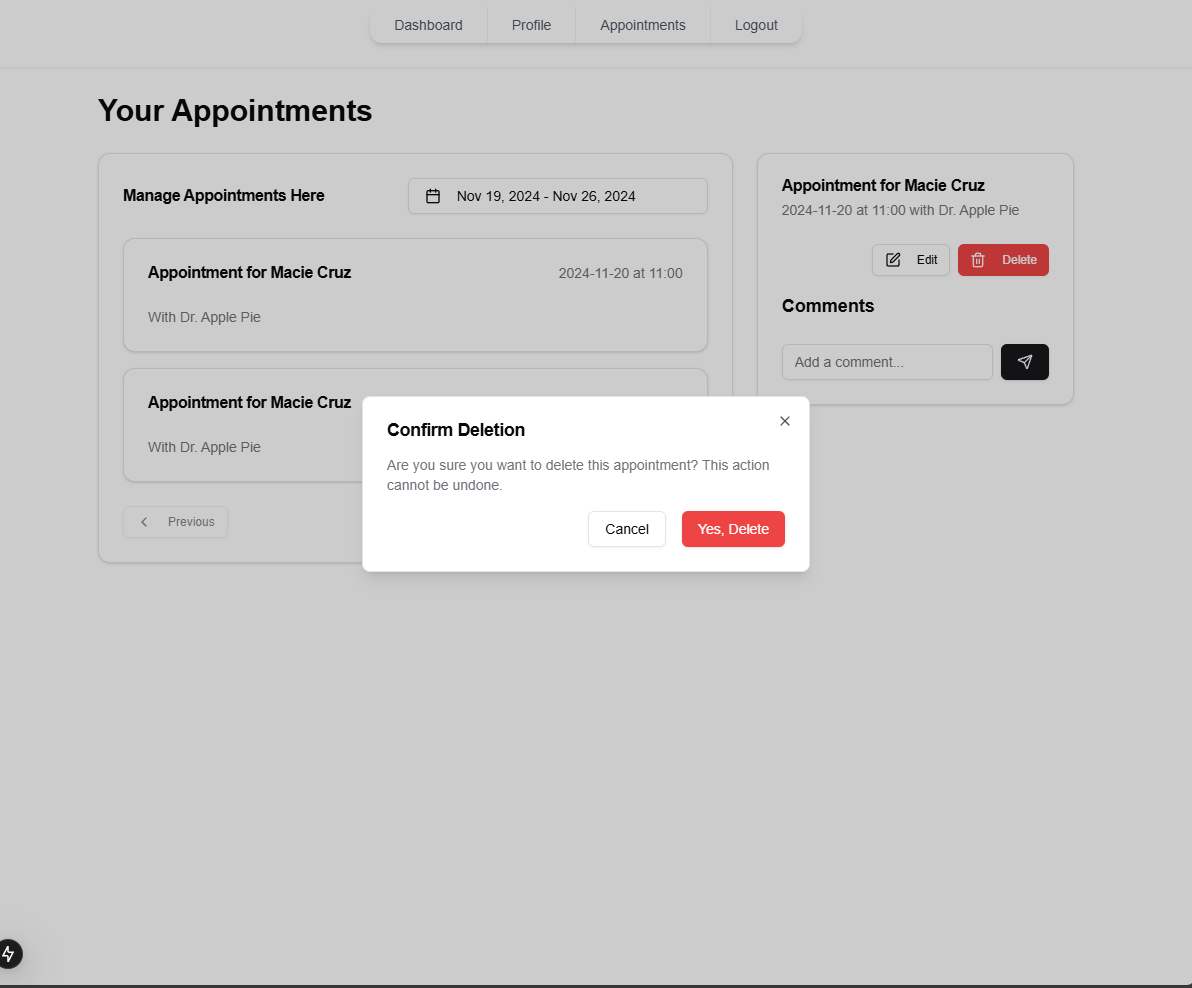 Dashboard
Profile
Appointments
Logout
Your Appointments
Manage Appointments Here
Nov 19, 2024 - Nov 26, 2024
Appointment for Macie Cruz
2024-11-20 at 11:00
With Dr. Apple Pie
Appointment for Macie Cruz
With Dr. Apple Pie
Previous
Appointment for Macie Cruz
2024-11-20 at 11:00 with Dr. Apple Pie
Edit
Delete
Comments
Add a comment...
Confirm Deletion
Are you sure you want to delete this appointment? This action
cannot be undone.
Cancel
Yes, Delete